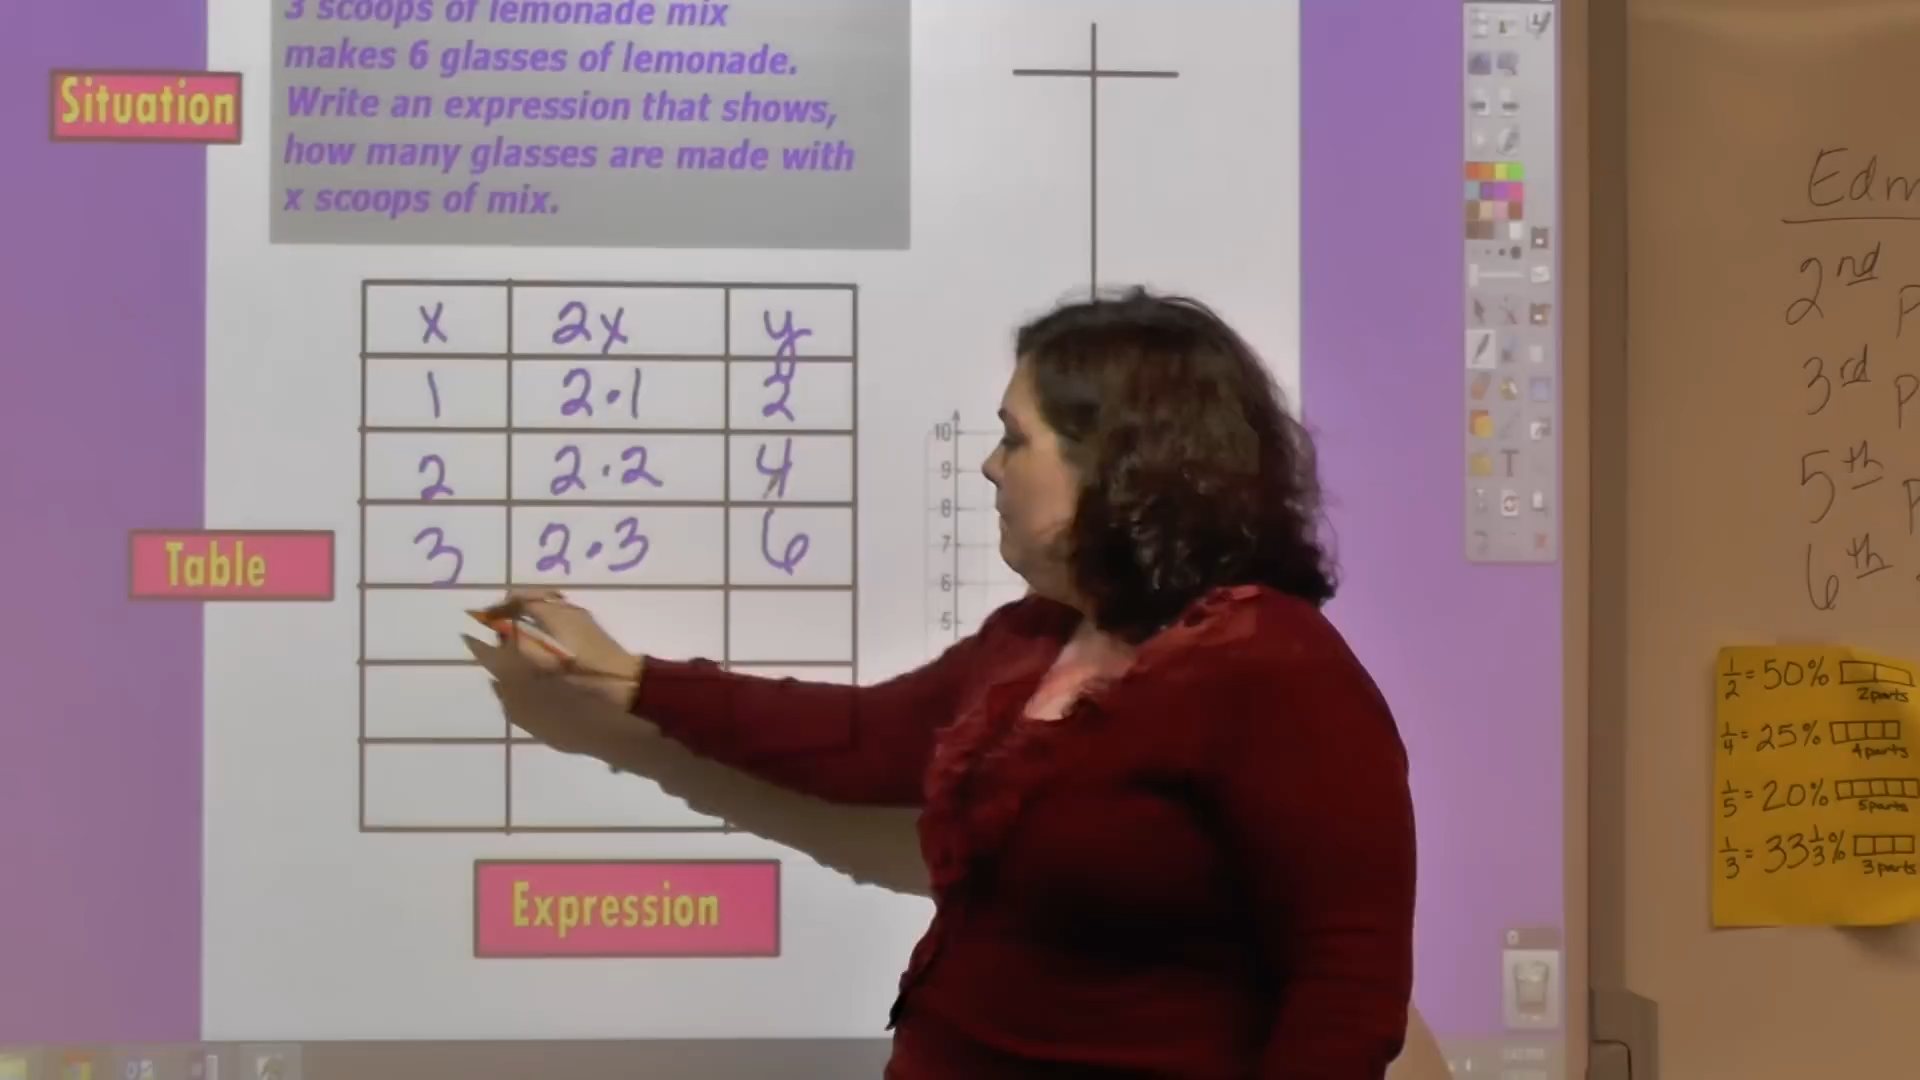 3 scoops of lemonade mix
makes 6 glasses of lemonade.
Write an expression that shows,
how many glasses are made with
x scoops of mix.
Situation
x 2x y
1 2·1 2
2 2·2 4
3 2·3 6
Table
Expression
10
9
8
7
6
5
Edm
2nd P
3rd P
5th P
6th
1/2 = 50% 2 parts
1/4 = 25% 4 parts
1/5 = 20% 5 parts
1/3 = 33 1/3% 3 parts